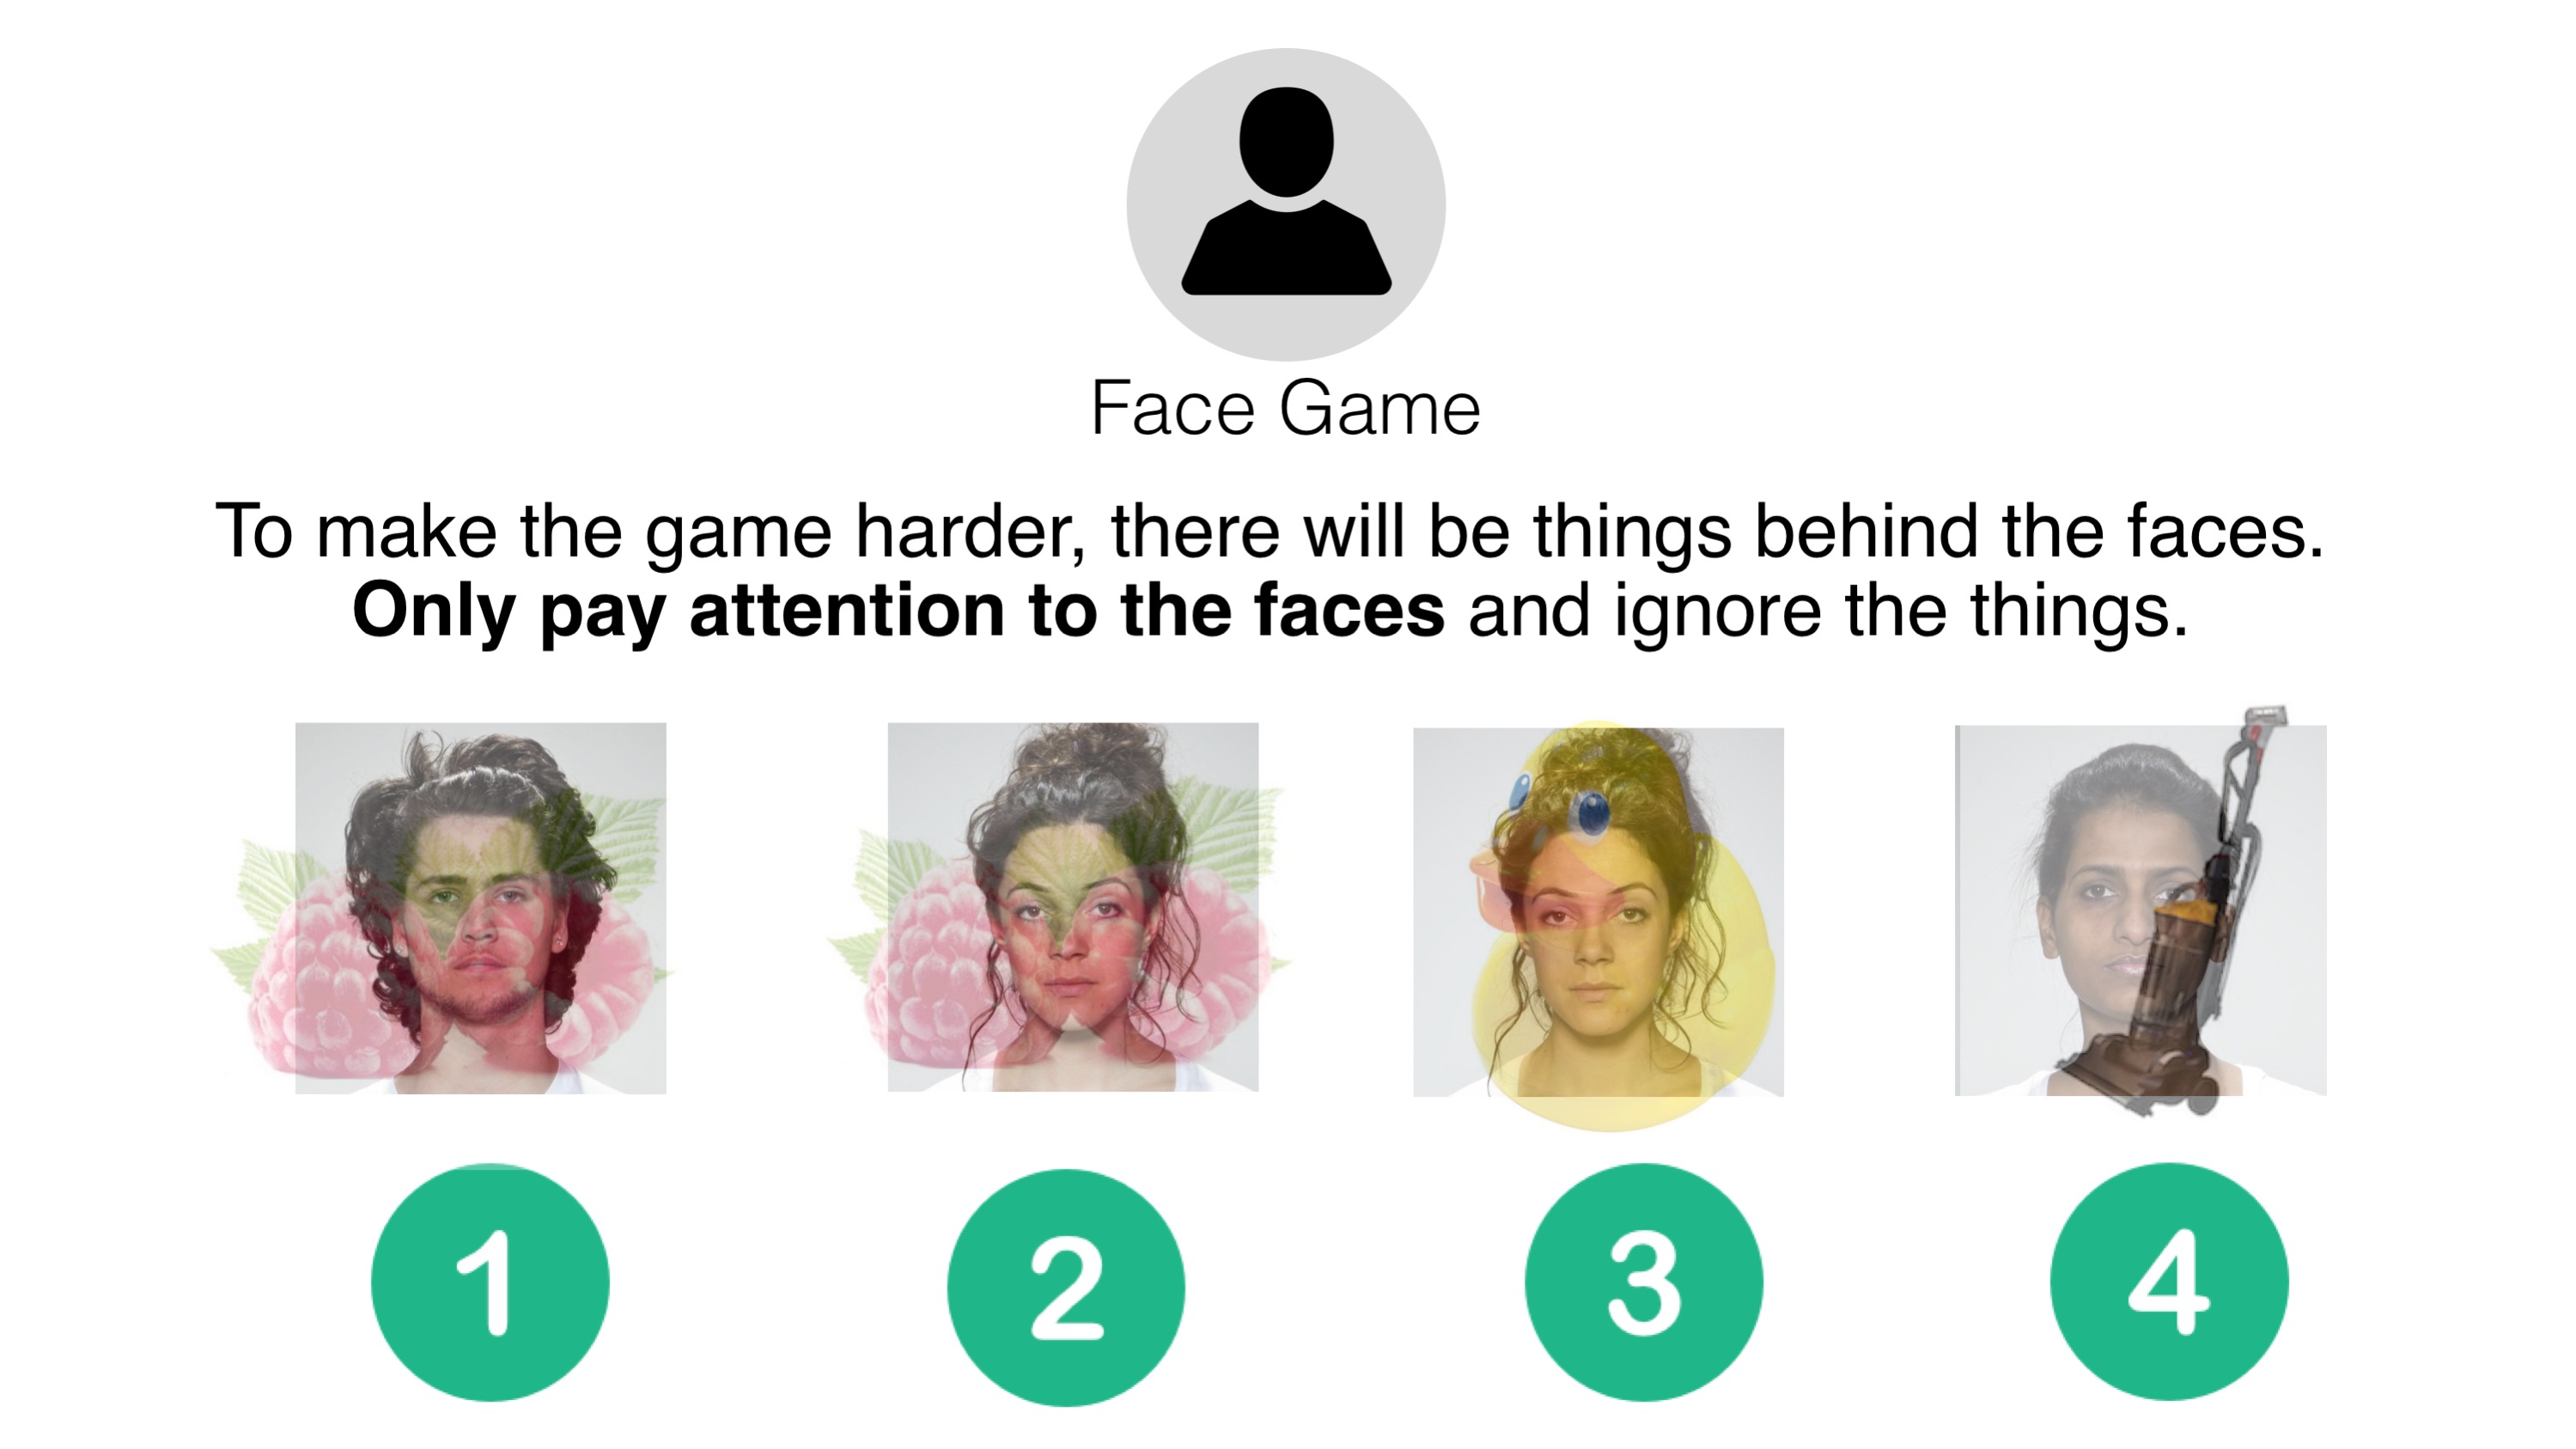 Face Game
To make the game harder, there will be things behind the faces.
Only pay attention to the faces and ignore the things.
1 2 3 4